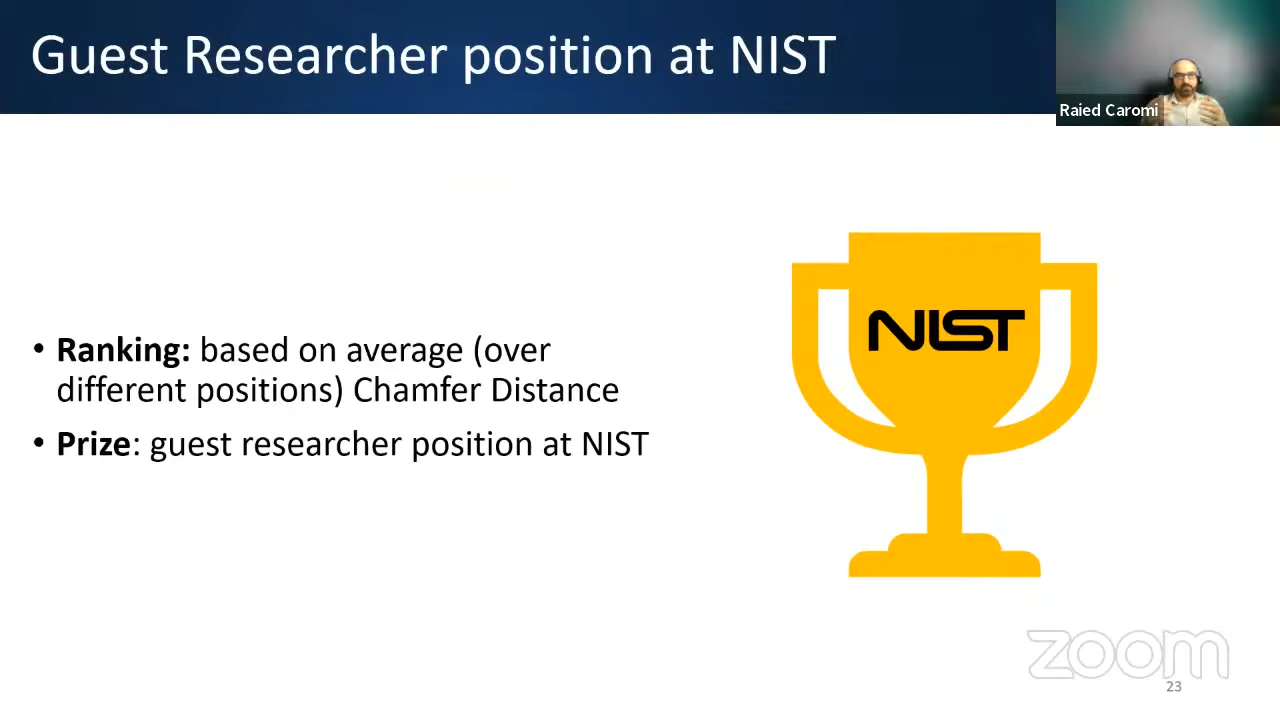 Guest Researcher position at NIST
Raied Caromi
• Ranking: based on average (over
different positions) Chamfer Distance
• Prize: guest researcher position at NIST
NIST
zoom
23